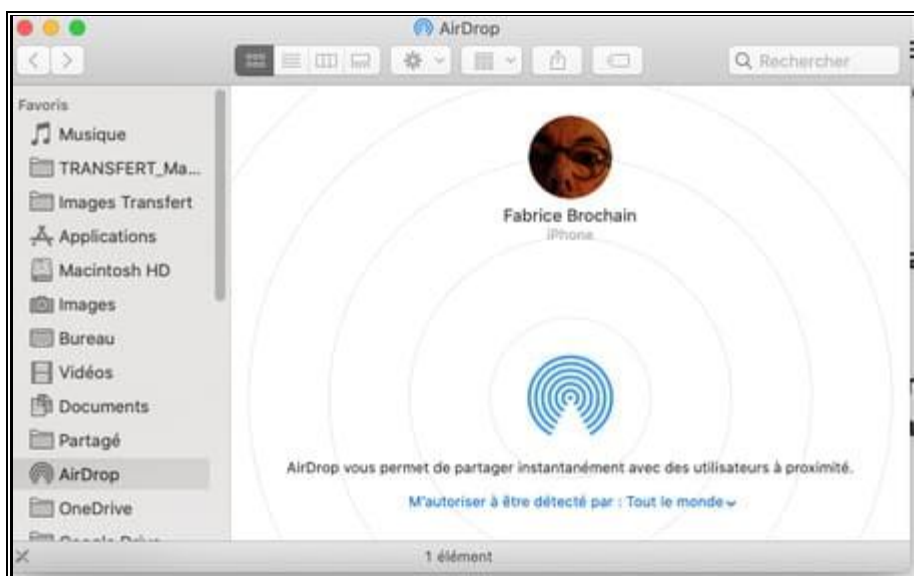 AirDrop
Rechercher
Favoris
Musique
TRANSFERT_Ma...
Images Transfert
Applications
Macintosh HD
Images
Bureau
Vidéos
Documents
Partagé
AirDrop
OneDrive
Fabrice Brochain
iPhone
AirDrop vous permet de partager instantanément avec des utilisateurs à proximité.
M'autoriser à être détecté par : Tout le monde
1 élément